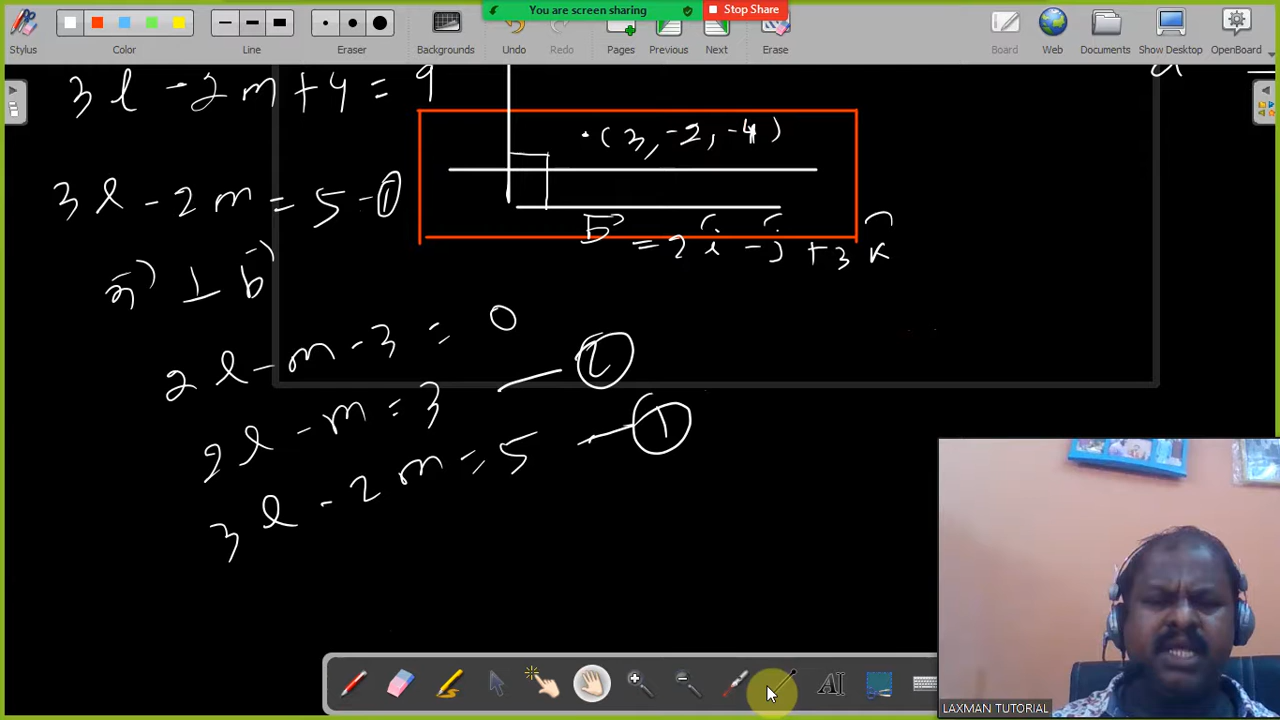 You are screen sharing
Stop Share
Stylus
Color
Line
Eraser
Backgrounds
Undo
Redo
Pages
Previous
Next
Erase
Board
Web
Documents
Show Desktop
OpenBoard
3l - 2m + 4 = 9
.(3, -2, -4)
3l - 2m = 5 - ①
b⃗ = 2î - ĵ + 3k̂
n⃗ ⊥ b⃗
2l - m - 3 = 0
2l - m = 3 — ②
3l - 2m = 5 — ①
LAXMAN TUTORIAL